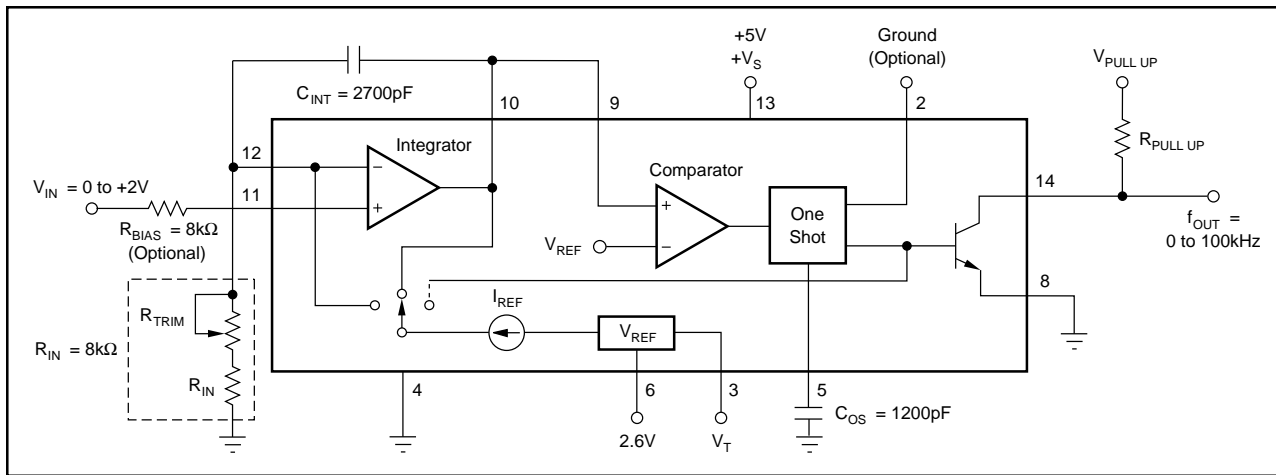 +5V
+V_S
Ground
(Optional)
V_PULL UP
C_INT = 2700pF
10
9
13
2
R_PULL UP
12
Integrator
Comparator
14
V_IN = 0 to +2V
11
−
+
+
−
One
Shot
R_BIAS = 8kΩ
(Optional)
V_REF
f_OUT =
0 to 100kHz
R_TRIM
I_REF
V_REF
8
R_IN = 8kΩ
R_IN
4
6
3
5
2.6V
V_T
C_OS = 1200pF